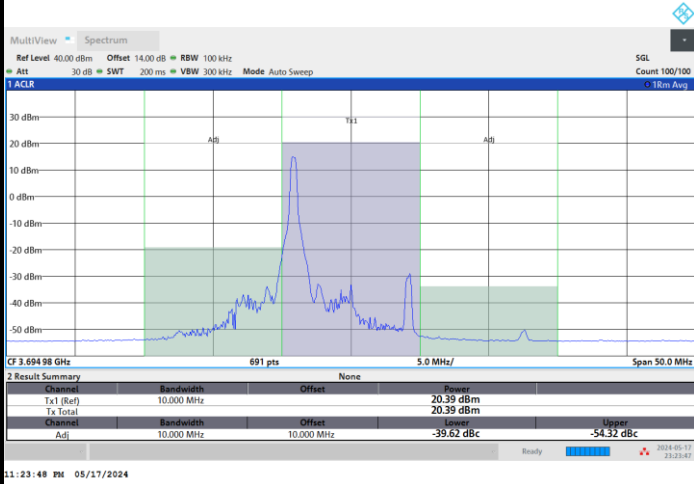 MultiView Spectrum
Ref Level 40.00 dBm Offset 14.00 dB RBW 100 kHz SGL
Att 30 dB SWT 200 ms VBW 300 kHz Mode Auto Sweep Count 100/100
1 ACLR 1Rm Avg
Tx1
Adj Adj
30 dBm
20 dBm
10 dBm
0 dBm
-10 dBm
-20 dBm
-30 dBm
-40 dBm
-50 dBm
CF 3.69498 GHz 691 pts 5.0 MHz/ Span 50.0 MHz
2 Result Summary None
Channel Bandwidth Offset Power
Tx1 (Ref) 10.000 MHz 20.39 dBm
Tx Total 20.39 dBm
Channel Bandwidth Offset Lower Upper
Adj 10.000 MHz 10.000 MHz -39.62 dBc -54.32 dBc
Ready 2024-05-17
23:23:47
11:23:48 PM 05/17/2024